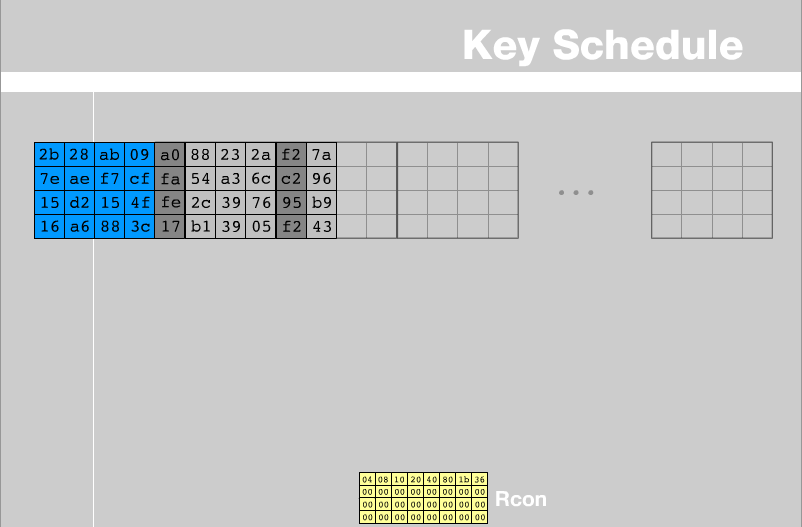 Key Schedule
2b 28 ab 09 a0 88 23 2a f2 7a
7e ae f7 cf fa 54 a3 6c c2 96
15 d2 15 4f fe 2c 39 76 95 b9
16 a6 88 3c 17 b1 39 05 f2 43
...
04 08 10 20 40 80 1b 36
00 00 00 00 00 00 00 00
00 00 00 00 00 00 00 00
00 00 00 00 00 00 00 00
Rcon